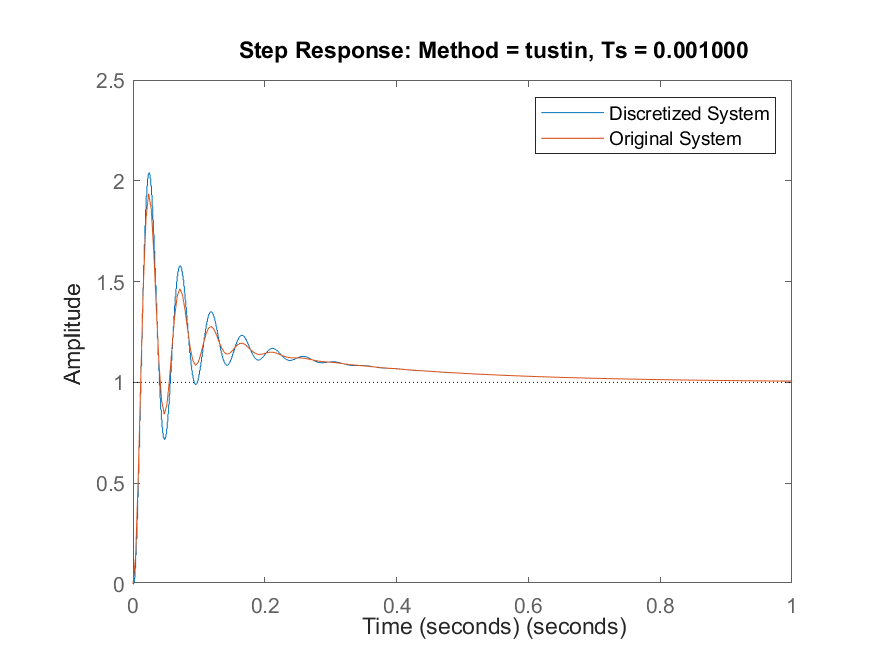 Step Response: Method = tustin, Ts = 0.001000
2.5
2
1.5
1
0.5
0
Amplitude
Discretized System
Original System
0
0.2
0.4
0.6
0.8
1
Time (seconds) (seconds)